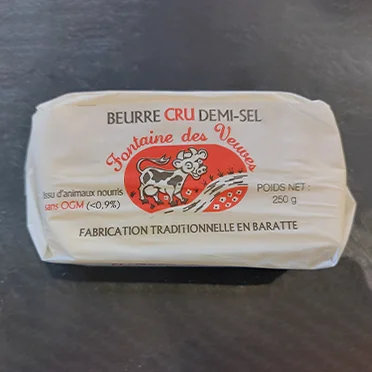 BEURRE CRU DEMI-SEL
Fontaine des Veuves
Issu d'animaux nourris
sans OGM (<0,9%)
POIDS NET :
250 g
FABRICATION TRADITIONNELLE EN BARATTE